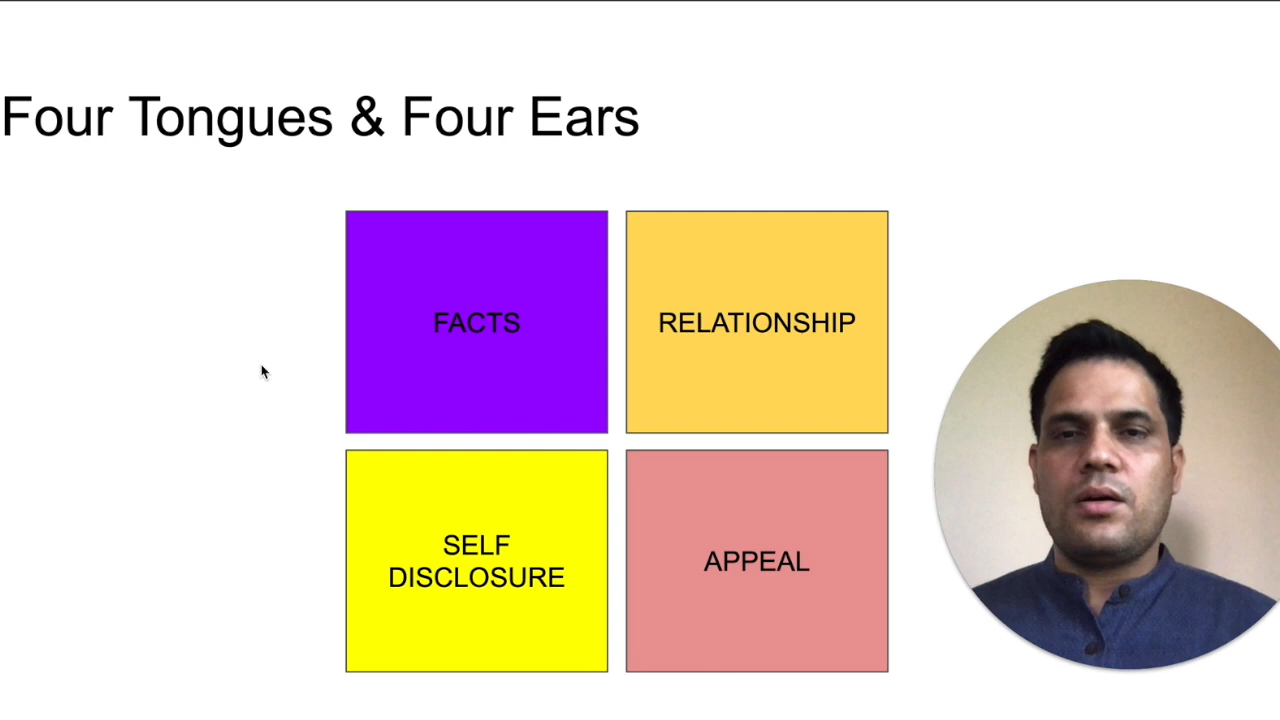 Four Tongues & Four Ears
FACTS
RELATIONSHIP
SELF
DISCLOSURE
APPEAL